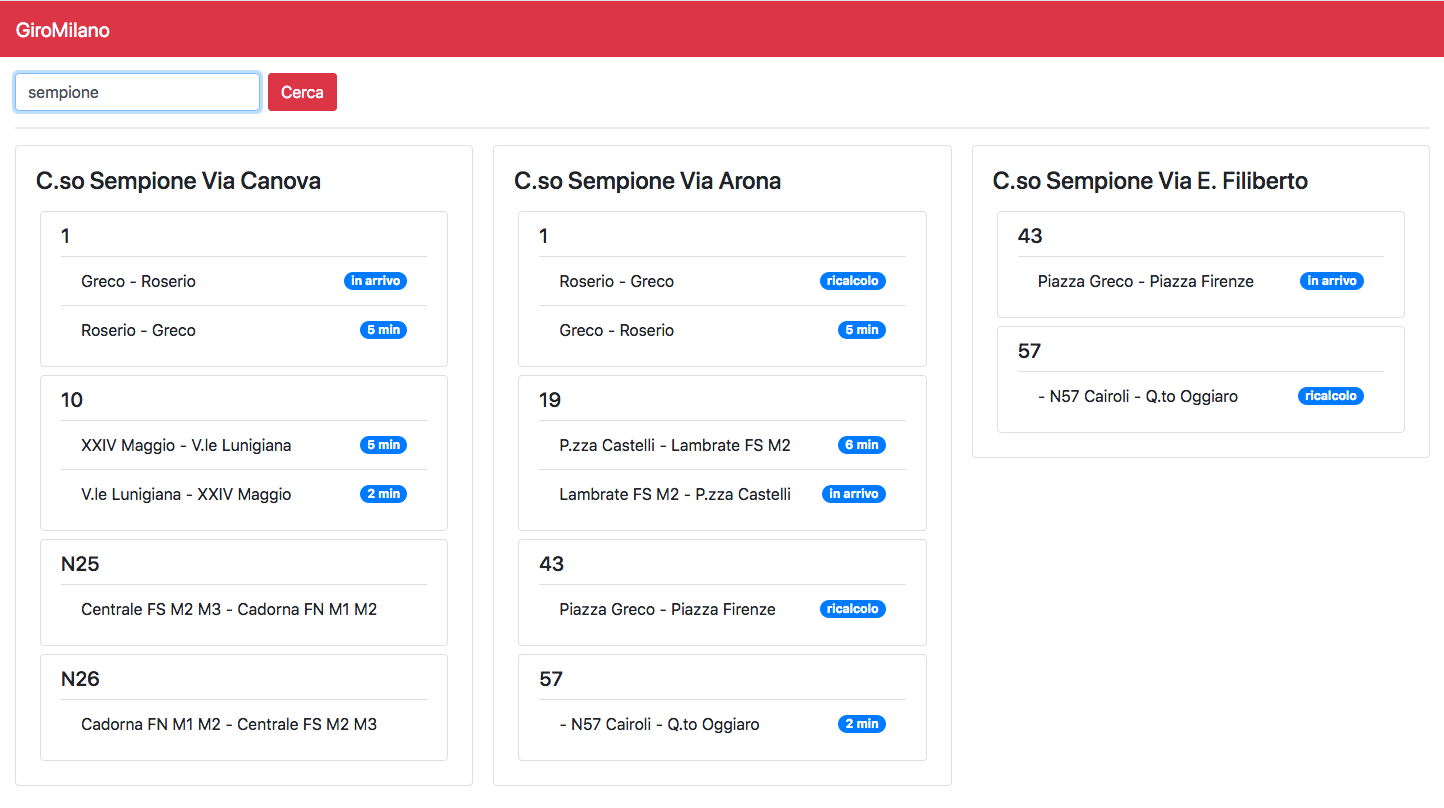 GiroMilano
sempione
Cerca
C.so Sempione Via Canova
1
Greco - Roserio in arrivo
Roserio - Greco 5 min
10
XXIV Maggio - V.le Lunigiana 5 min
V.le Lunigiana - XXIV Maggio 2 min
N25
Centrale FS M2 M3 - Cadorna FN M1 M2
N26
Cadorna FN M1 M2 - Centrale FS M2 M3
C.so Sempione Via Arona
1
Roserio - Greco ricalcolo
Greco - Roserio 5 min
19
P.zza Castelli - Lambrate FS M2 6 min
Lambrate FS M2 - P.zza Castelli in arrivo
43
Piazza Greco - Piazza Firenze ricalcolo
57
- N57 Cairoli - Q.to Oggiaro 2 min
C.so Sempione Via E. Filiberto
43
Piazza Greco - Piazza Firenze in arrivo
57
- N57 Cairoli - Q.to Oggiaro ricalcolo